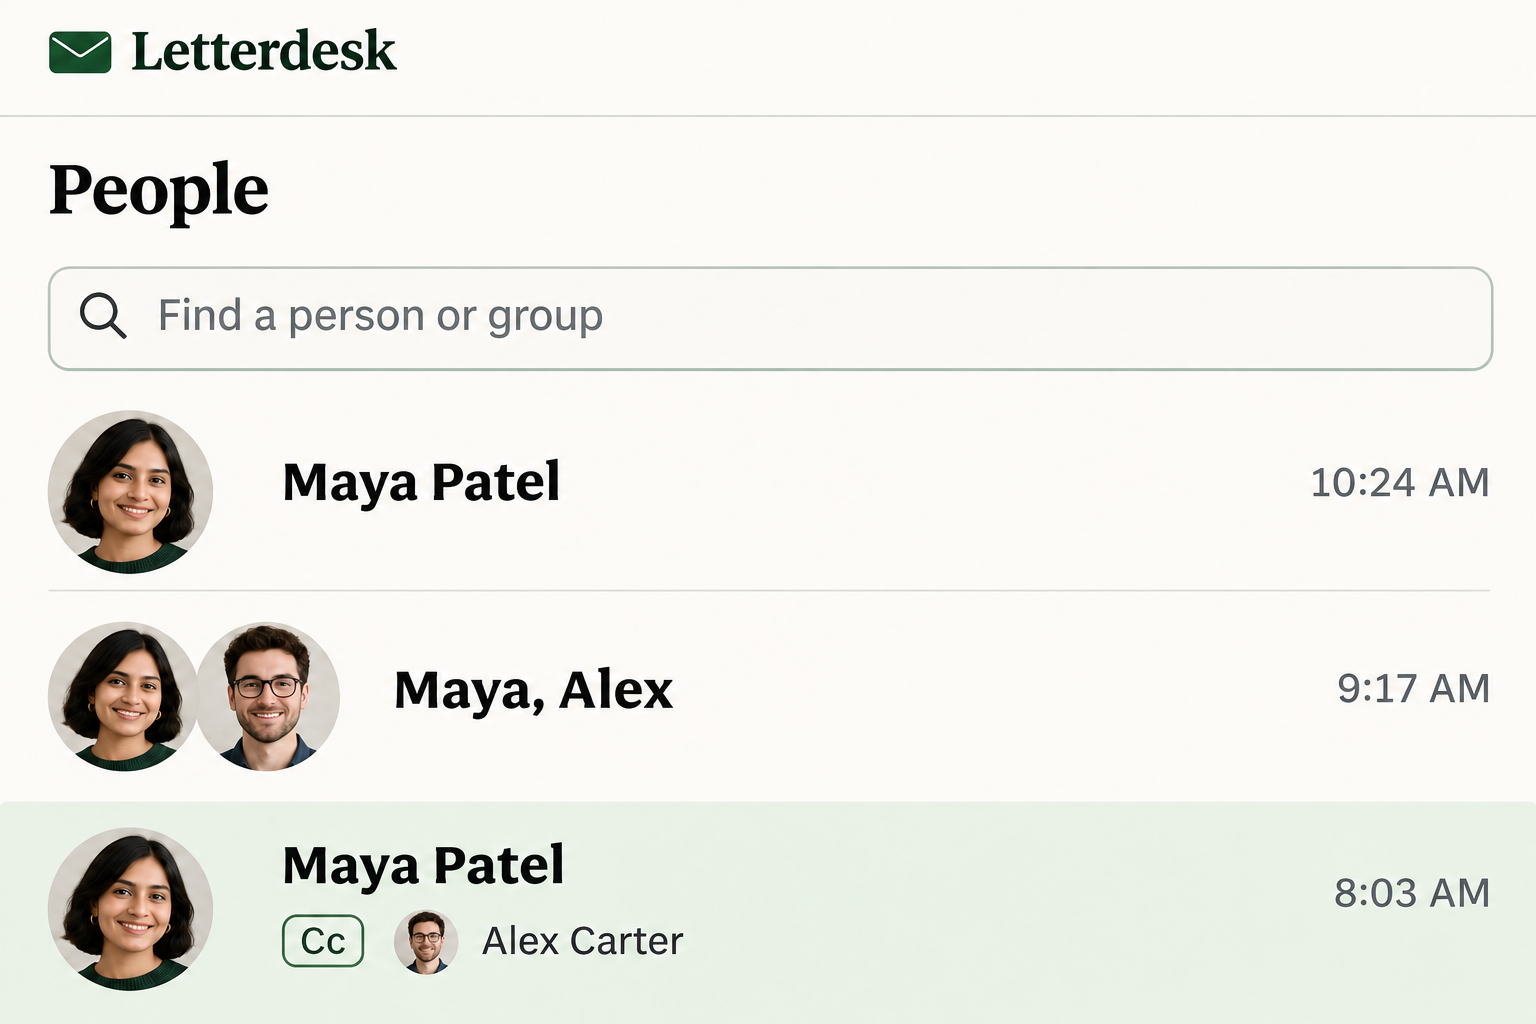 Letterdesk
People
Find a person or group
Maya Patel 10:24 AM
Maya, Alex 9:17 AM
Maya Patel 8:03 AM
Cc Alex Carter